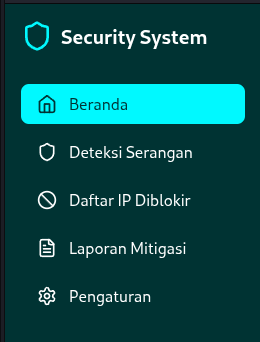 Security System
Beranda
Deteksi Serangan
Daftar IP Diblokir
Laporan Mitigasi
Pengaturan